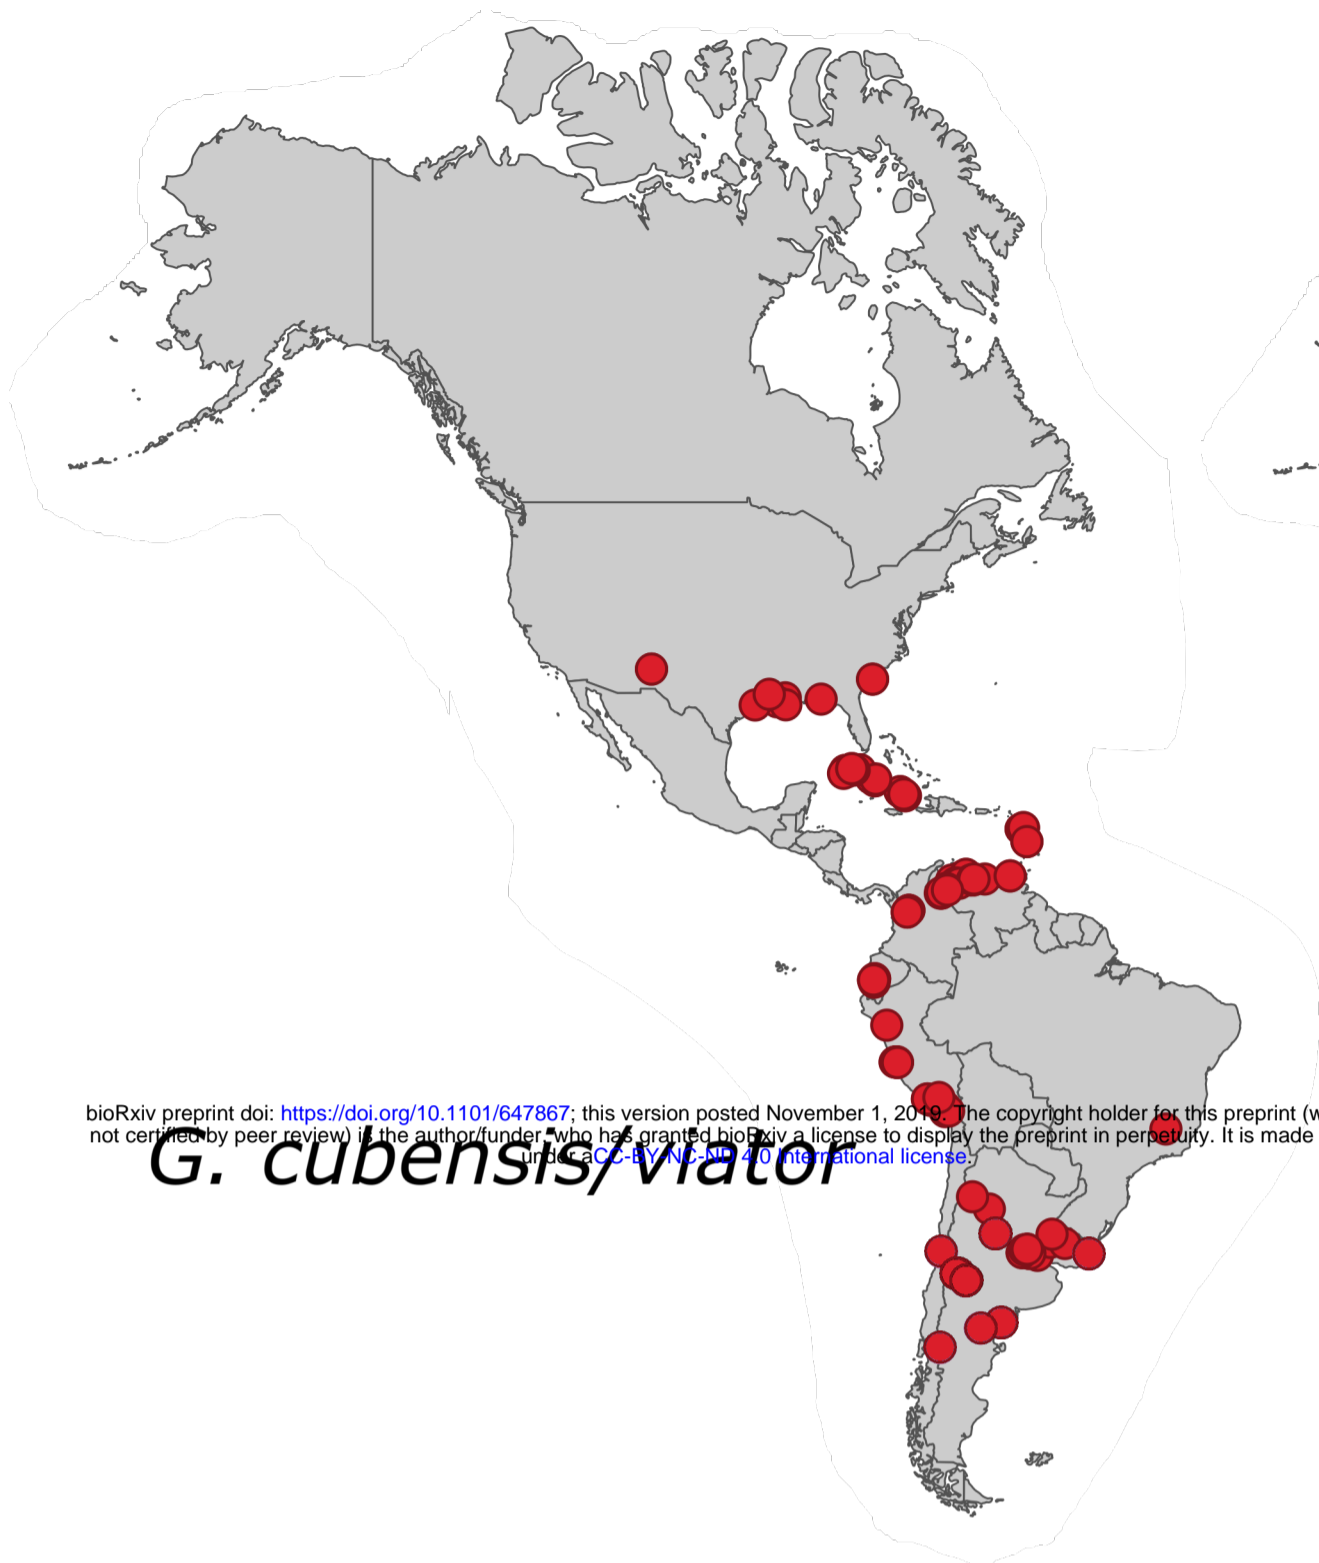 bioRxiv preprint doi: https://doi.org/10.1101/647867; this version posted November 1, 2019. The copyright holder for this preprint (w
not certified by peer review) is the author/funder, who has granted bioRxiv a license to display the preprint in perpetuity. It is made
under aCC-BY-NC-ND 4.0 International license.
G. cubensis/viator